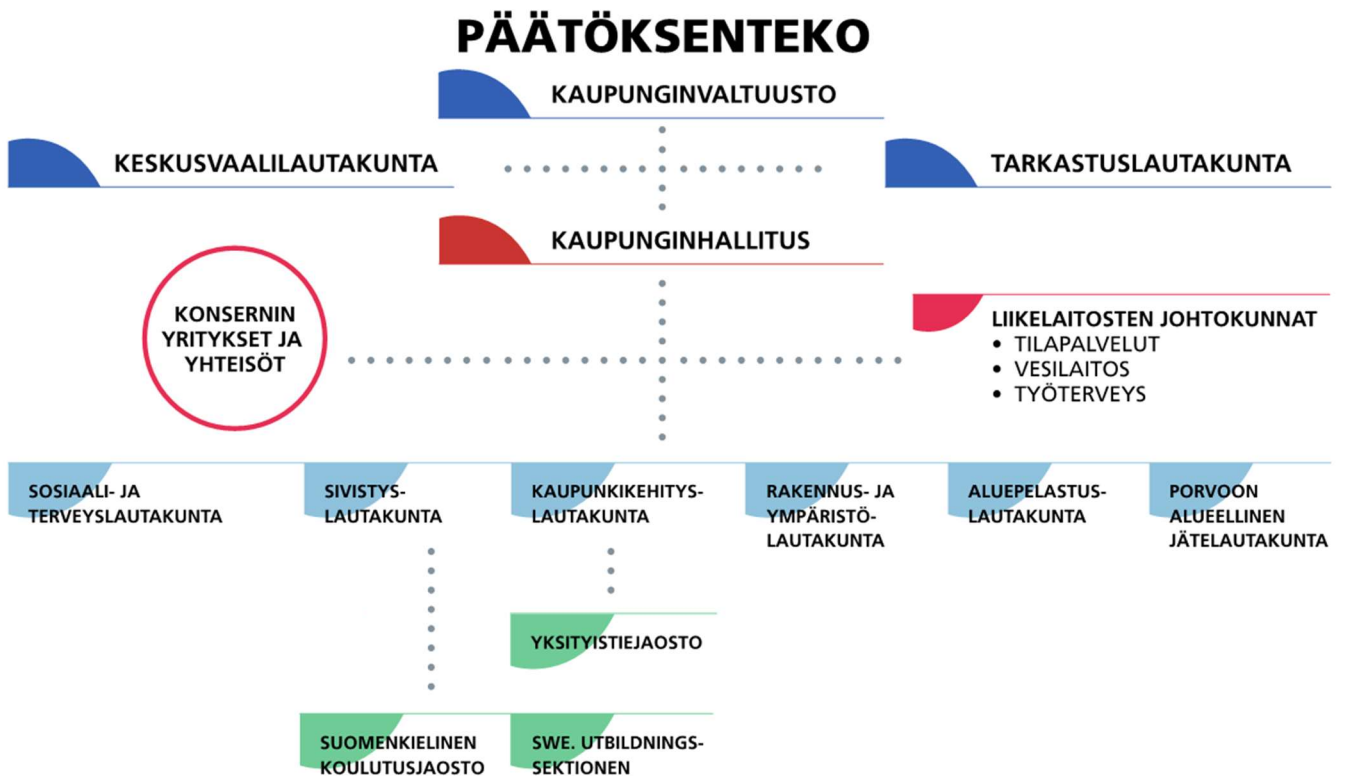 PÄÄTÖKSENTEKO
KAUPUNGINVALTUUSTO
KESKUSVAALILAUTAKUNTA
TARKASTUSLAUTAKUNTA
KAUPUNGINHALLITUS
KONSERNIN
YRITYKSET JA
YHTEISÖT
LIIKELAITOSTEN JOHTOKUNNAT
• TILAPALVELUT
• VESILAITOS
• TYÖTERVEYS
SOSIAALI- JA
TERVEYSLAUTAKUNTA
SIVISTYS-
LAUTAKUNTA
KAUPUNKIKEHITYS-
LAUTAKUNTA
RAKENNUS- JA
YMPÄRISTÖ-
LAUTAKUNTA
ALUEPELASTUS-
LAUTAKUNTA
PORVOON
ALUEELLINEN
JÄTELAUTAKUNTA
YKSITYISTIEJAOSTO
SUOMENKIELINEN
KOULUTUSJAOSTO
SWE. UTBILDNINGS-
SEKTIONEN